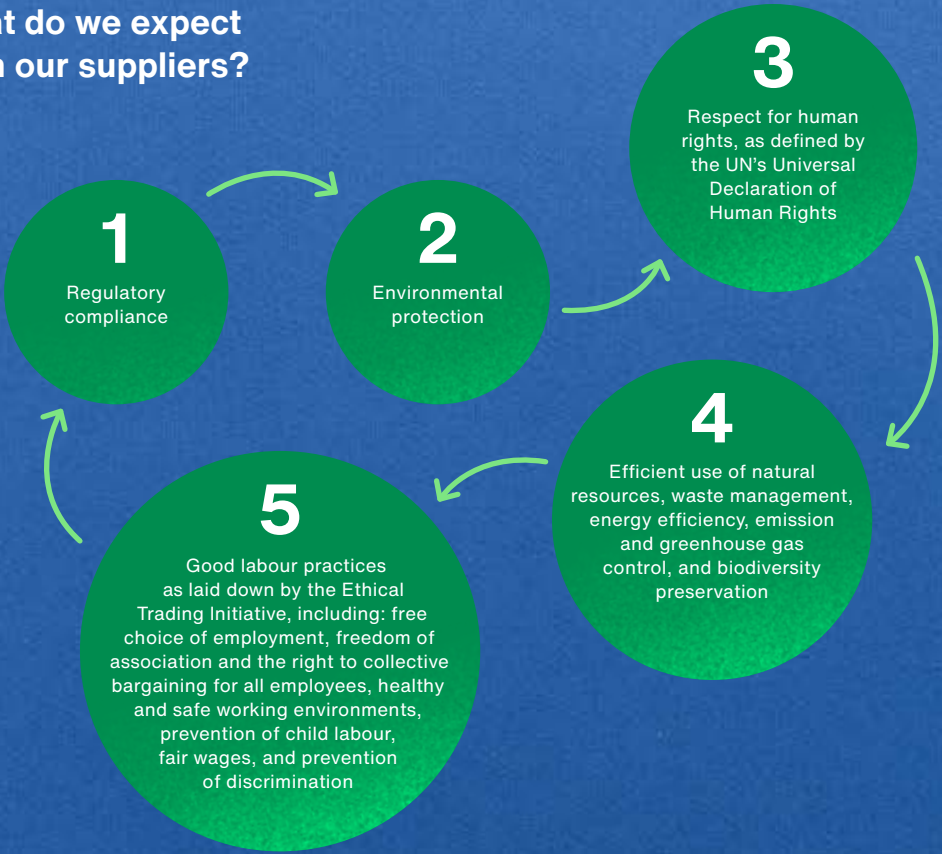 at do we expect
our suppliers?
1
Regulatory
compliance
2
Environmental
protection
3
Respect for human
rights, as defined by
the UN's Universal
Declaration of
Human Rights
4
Efficient use of natural
resources, waste management,
energy efficiency, emission
and greenhouse gas
control, and biodiversity
preservation
5
Good labour practices
as laid down by the Ethical
Trading Initiative, including: free
choice of employment, freedom of
association and the right to collective
bargaining for all employees, healthy
and safe working environments,
prevention of child labour,
fair wages, and prevention
of discrimination